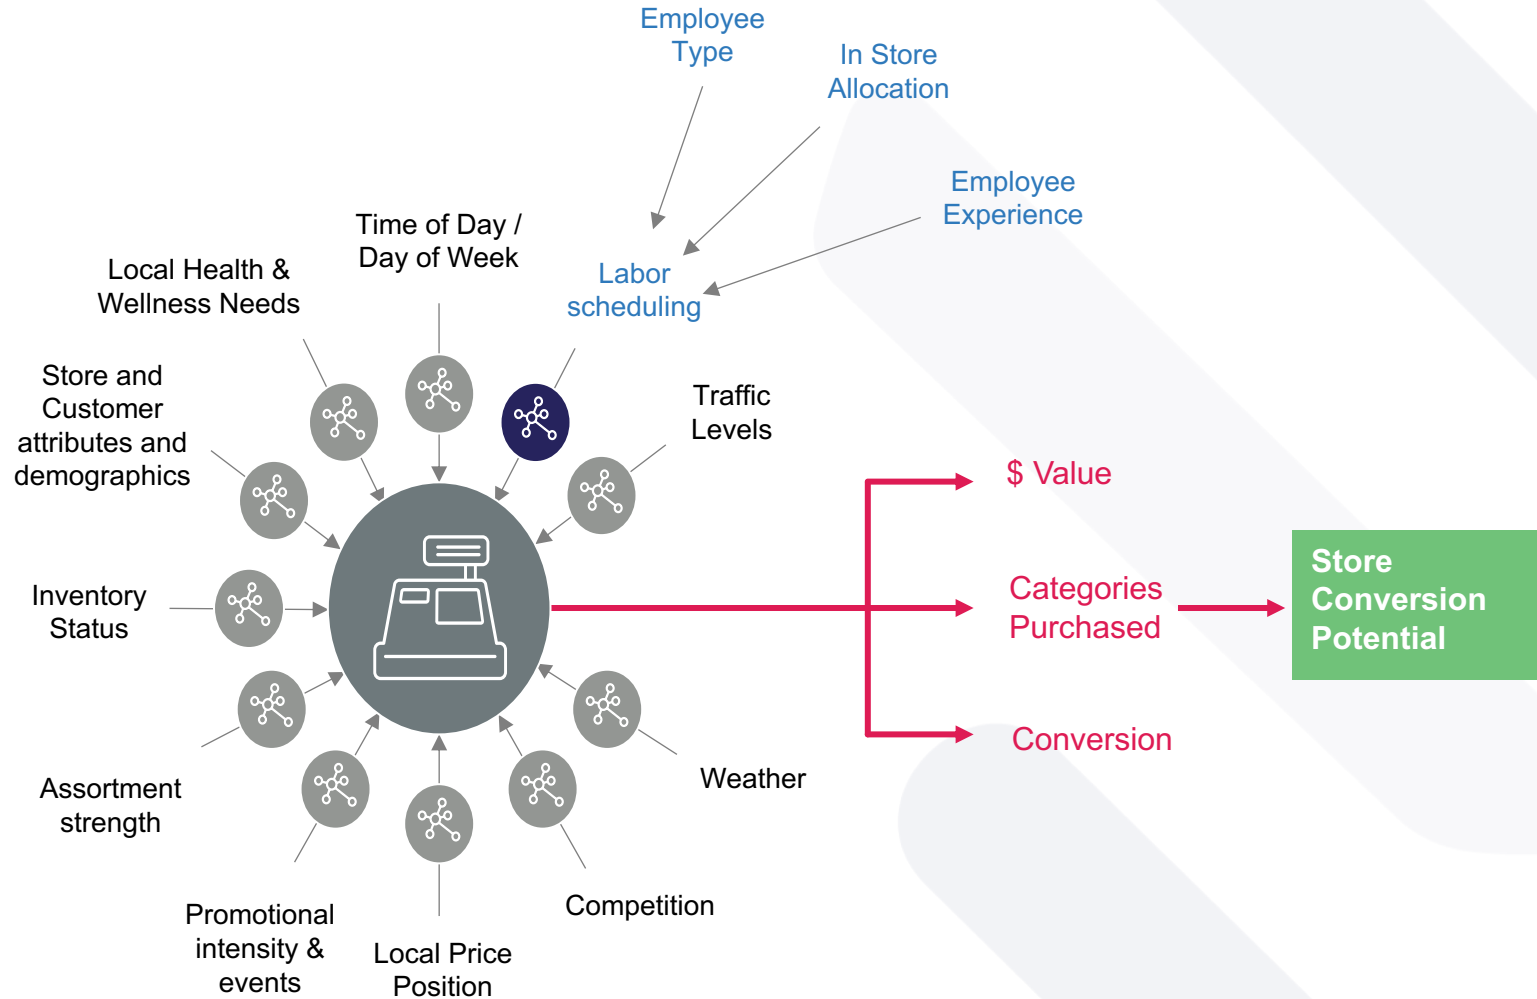 Employee
Type
In Store
Allocation
Employee
Experience
Time of Day /
Day of Week
Labor
scheduling
Local Health &
Wellness Needs
Store and
Customer
attributes and
demographics
Traffic
Levels
Inventory
Status
Assortment
strength
Promotional
intensity &
events
Local Price
Position
Competition
Weather
$ Value
Categories
Purchased
Conversion
Store
Conversion
Potential